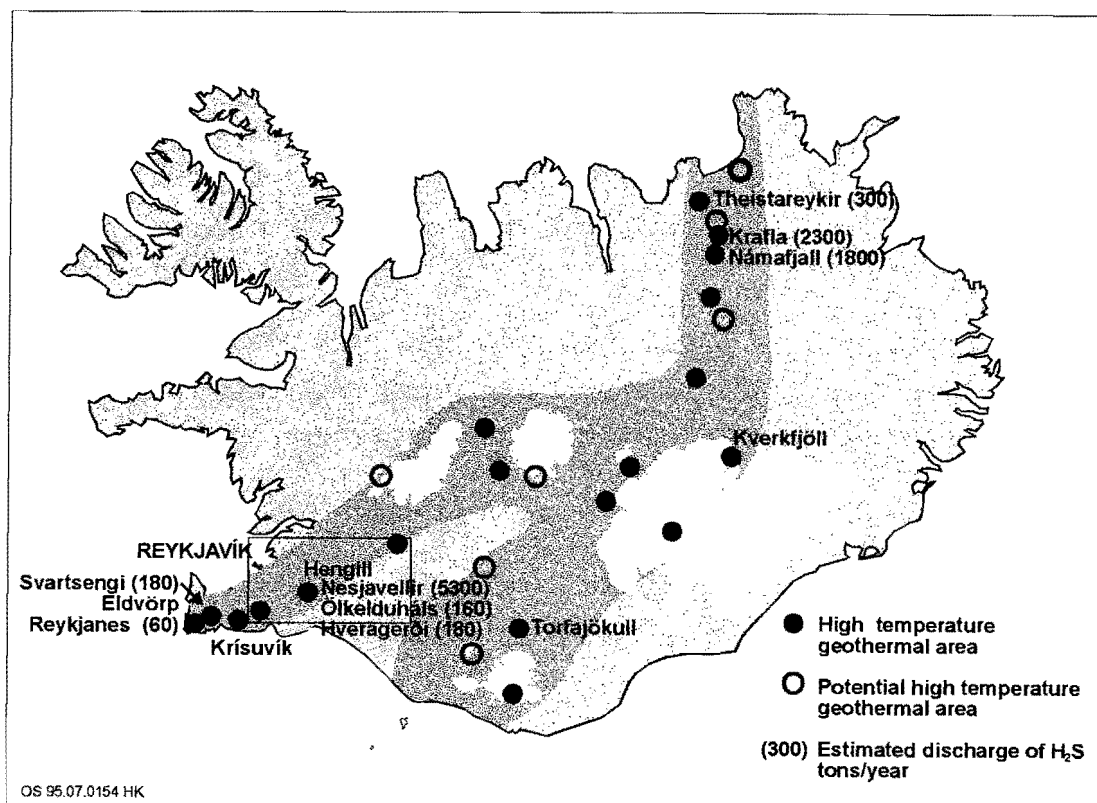 Theistareykir (300)
Krafla (2300)
Námafjall (1800)
Kverkfjöll
REYKJAVÍK
Hengill
Svartsengi (180)
Nesjavellir (5300)
Eldvörp
Ölkelduháls (160)
Reykjanes (60)
Hveragerði (180)
Torfajökull
Krísuvík
High temperature
geothermal area
Potential high temperature
geothermal area
(300) Estimated discharge of H₂S
tons/year
OS 95.07.0154 HK